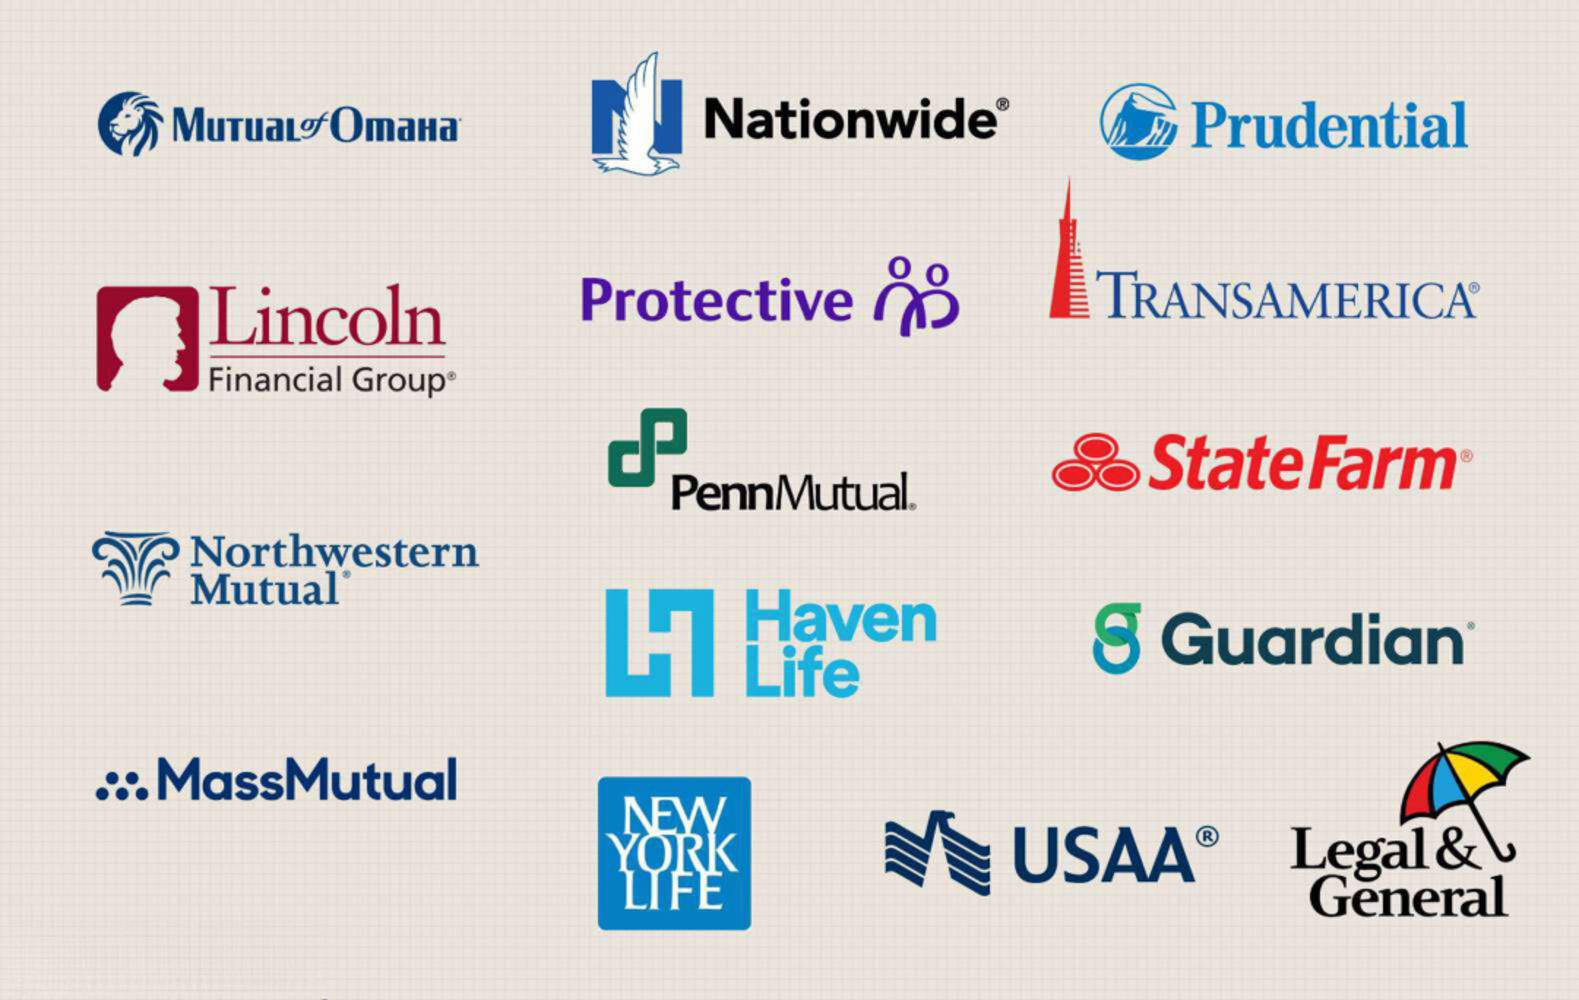 Mutual of Omaha
Nationwide®
Prudential
Lincoln
Financial Group®
Protective
TRANSAMERICA®
PennMutual®
StateFarm®
Northwestern
Mutual®
Haven
Life
Guardian®
MassMutual
NEW
YORK
LIFE
USAA®
Legal &
General